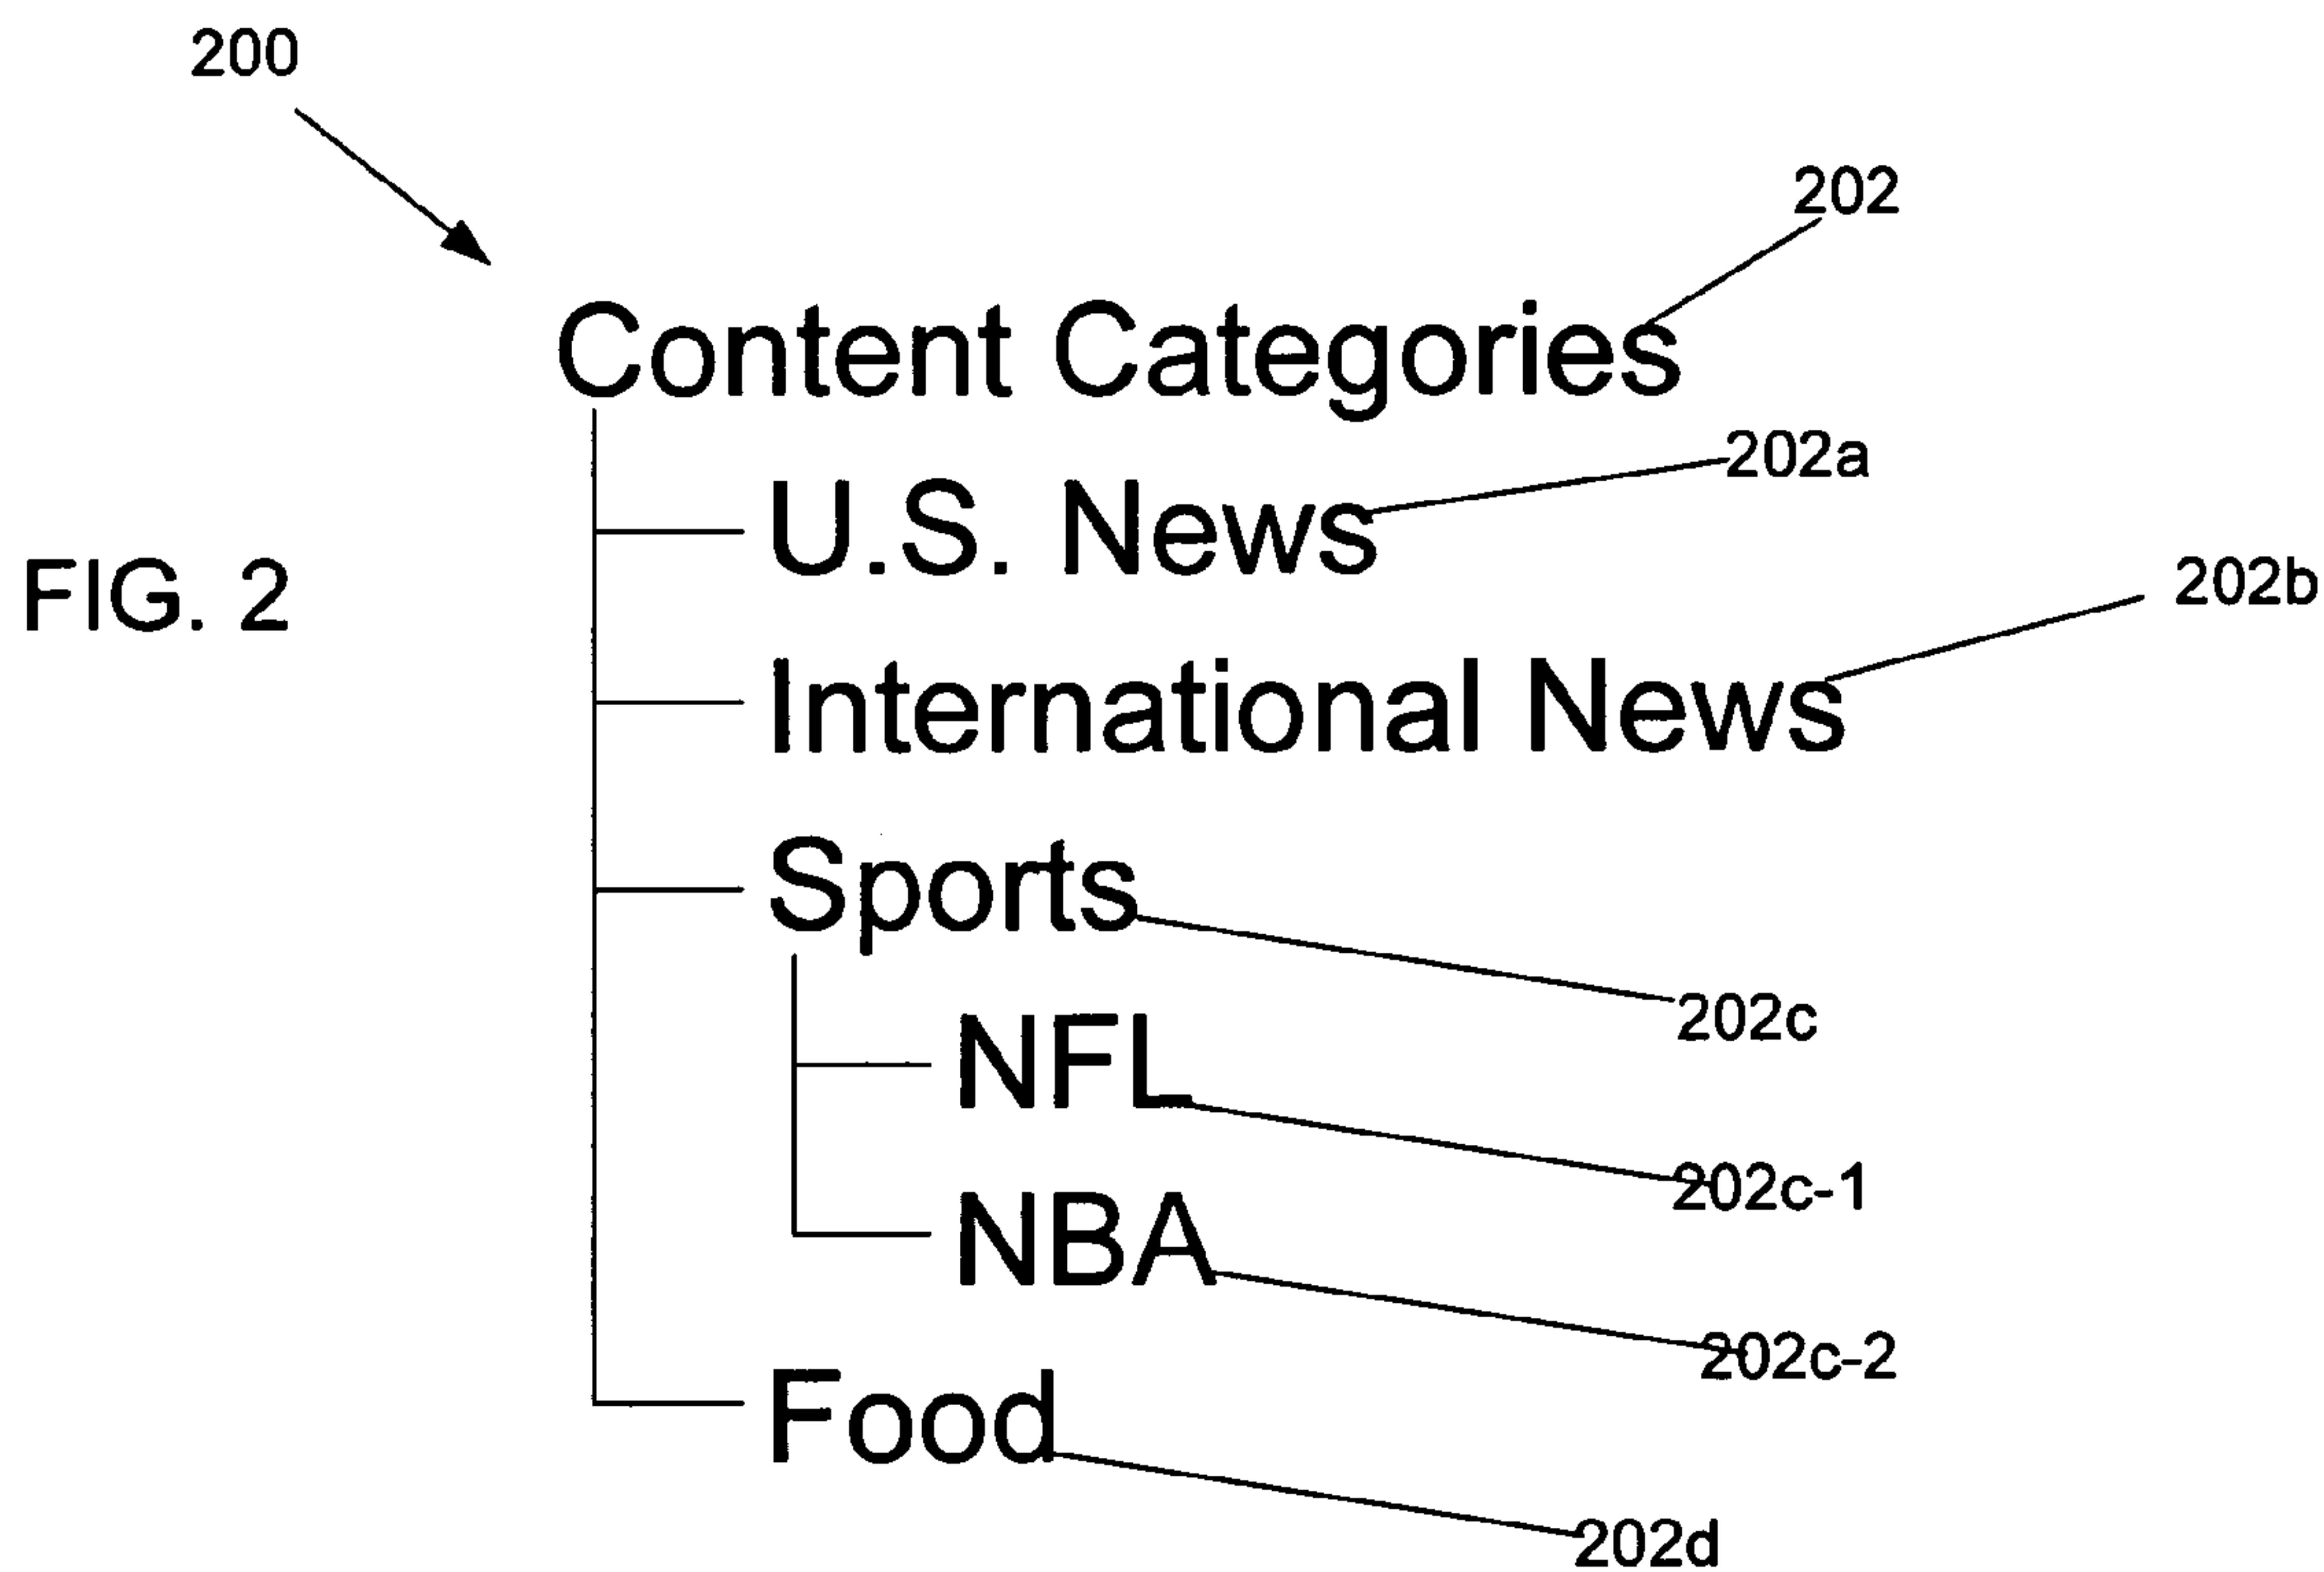 200
202
Content Categories
202a
U.S. News
FIG. 2
202b
International News
Sports
202c
NFL
202c-1
NBA
202c-2
Food
202d